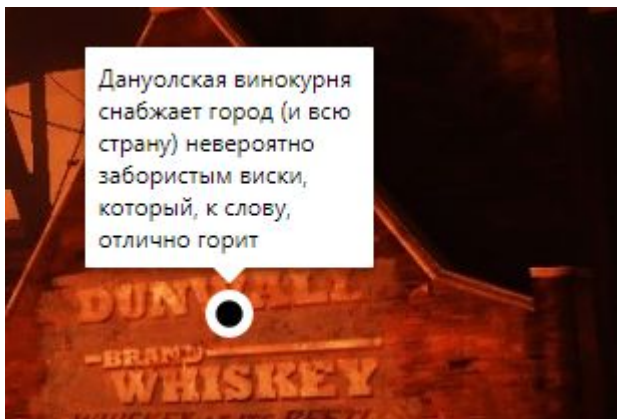 Дануолская винокурня
снабжает город (и всю
страну) невероятно
забористым виски,
который, к слову,
отлично горит
DUNWALL
BRAND
WHISKEY